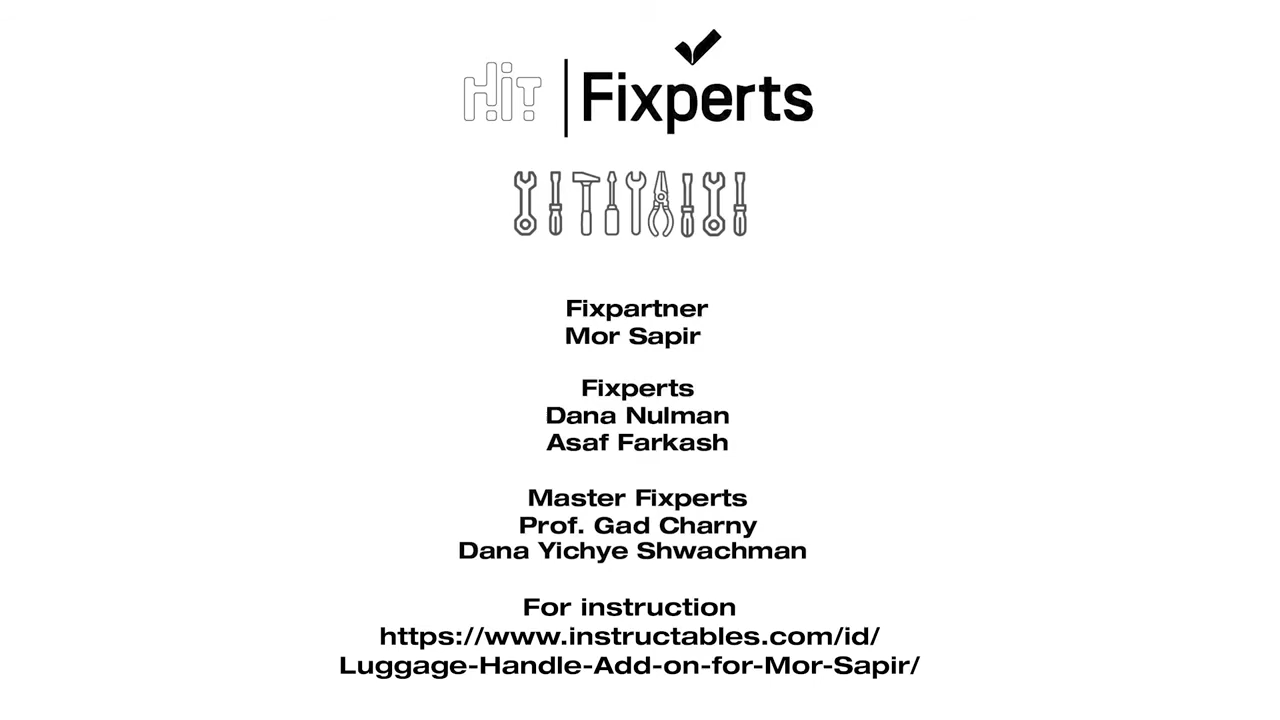 HiT | Fixperts
Fixpartner
Mor Sapir
Fixperts
Dana Nulman
Asaf Farkash
Master Fixperts
Prof. Gad Charny
Dana Yichye Shwachman
For instruction
https://www.instructables.com/id/
Luggage-Handle-Add-on-for-Mor-Sapir/